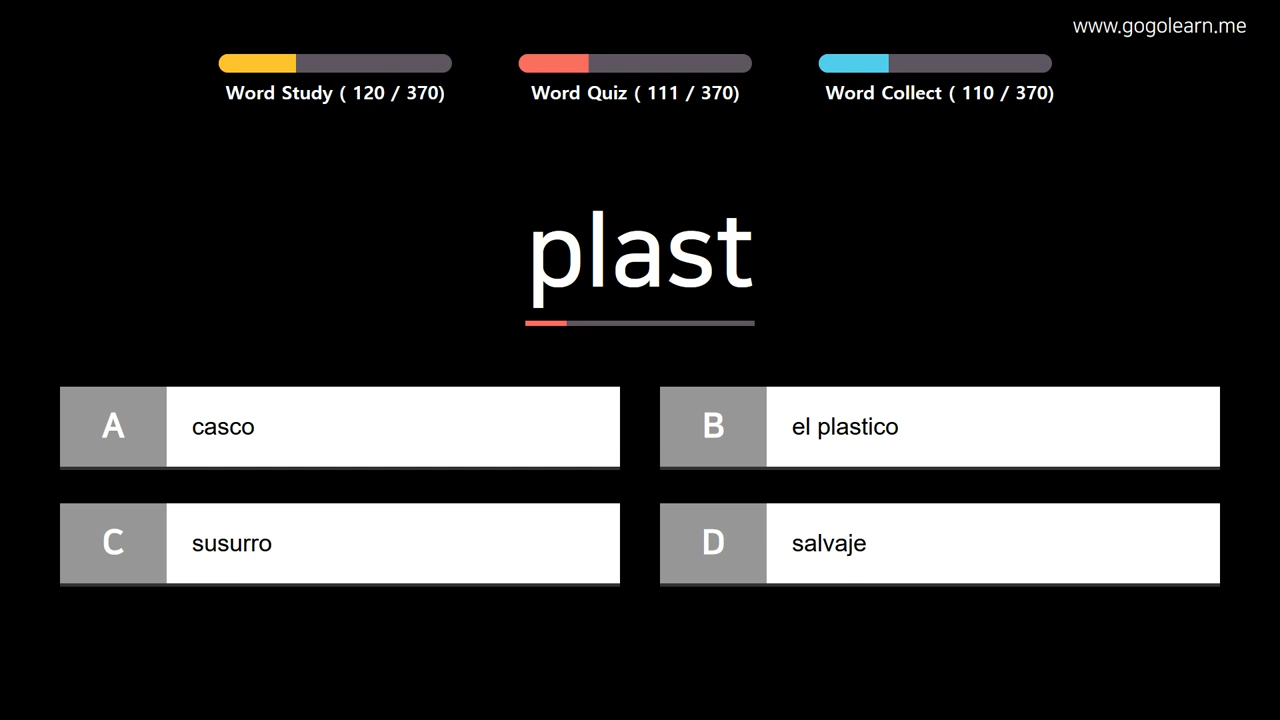 www.gogolearn.me
Word Study ( 120 / 370)
Word Quiz ( 111 / 370)
Word Collect ( 110 / 370)
plast
A casco
B el plastico
C susurro
D salvaje